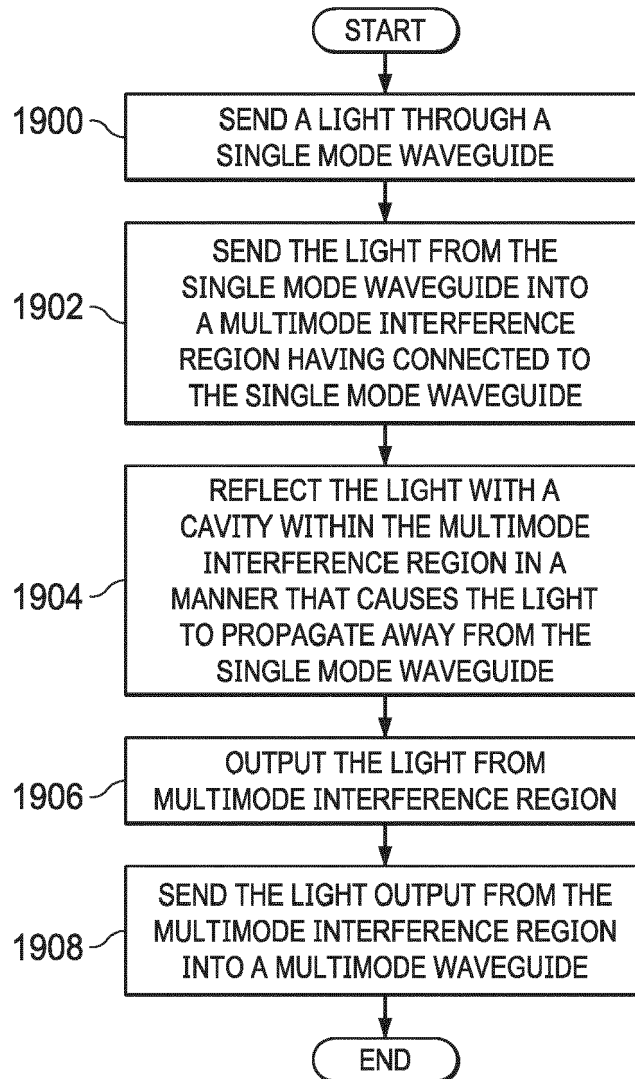 START
1900
SEND A LIGHT THROUGH A
SINGLE MODE WAVEGUIDE
1902
SEND THE LIGHT FROM THE
SINGLE MODE WAVEGUIDE INTO
A MULTIMODE INTERFERENCE
REGION HAVING CONNECTED TO
THE SINGLE MODE WAVEGUIDE
1904
REFLECT THE LIGHT WITH A
CAVITY WITHIN THE MULTIMODE
INTERFERENCE REGION IN A
MANNER THAT CAUSES THE LIGHT
TO PROPAGATE AWAY FROM THE
SINGLE MODE WAVEGUIDE
1906
OUTPUT THE LIGHT FROM
MULTIMODE INTERFERENCE REGION
1908
SEND THE LIGHT OUTPUT FROM THE
MULTIMODE INTERFERENCE REGION
INTO A MULTIMODE WAVEGUIDE
END